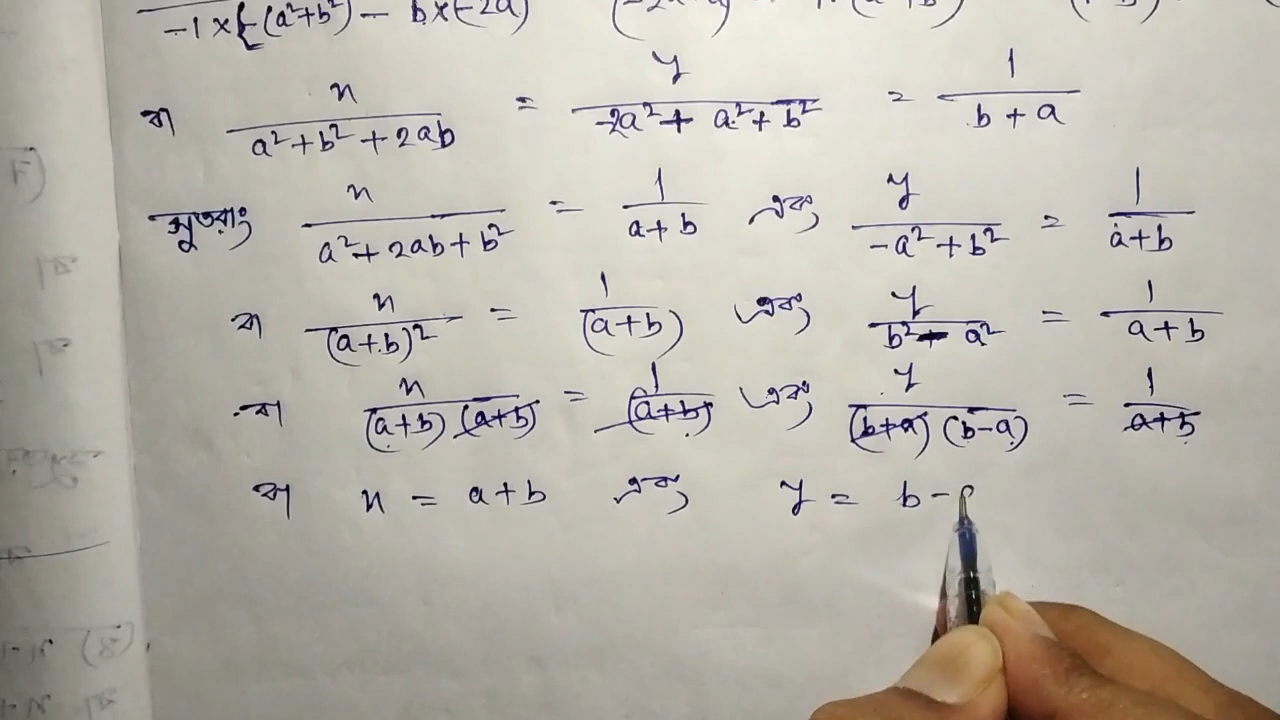 -1×{-(a²+b²) - b×(-2a)
বা x/(a²+b²+2ab) = y/(-2a²+a²+b²) = 1/(b+a)
সুতরাং x/(a²+2ab+b²) = 1/(a+b) এবং y/(-a²+b²) = 1/(a+b)
বা x/(a+b)² = 1/(a+b) এবং y/(b²-a²) = 1/(a+b)
বা x/((a+b)(a+b)) = 1/(a+b) এবং y/((b+a)(b-a)) = 1/(a+b)
বা x = a+b এবং y = b-